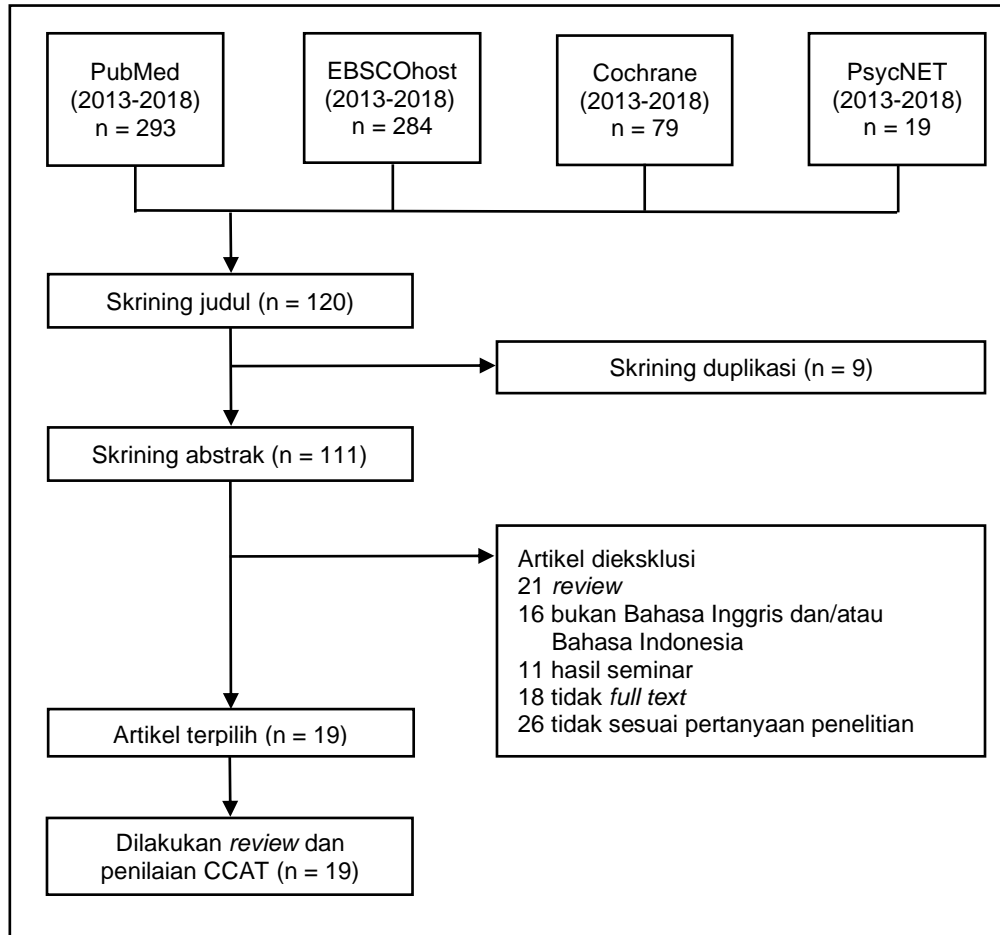 PubMed
(2013-2018)
n = 293
EBSCOhost
(2013-2018)
n = 284
Cochrane
(2013-2018)
n = 79
PsycNET
(2013-2018)
n = 19
Skrining judul (n = 120)
Skrining duplikasi (n = 9)
Skrining abstrak (n = 111)
Artikel dieksklusi
21 review
16 bukan Bahasa Inggris dan/atau
Bahasa Indonesia
11 hasil seminar
18 tidak full text
26 tidak sesuai pertanyaan penelitian
Artikel terpilih (n = 19)
Dilakukan review dan
penilaian CCAT (n = 19)